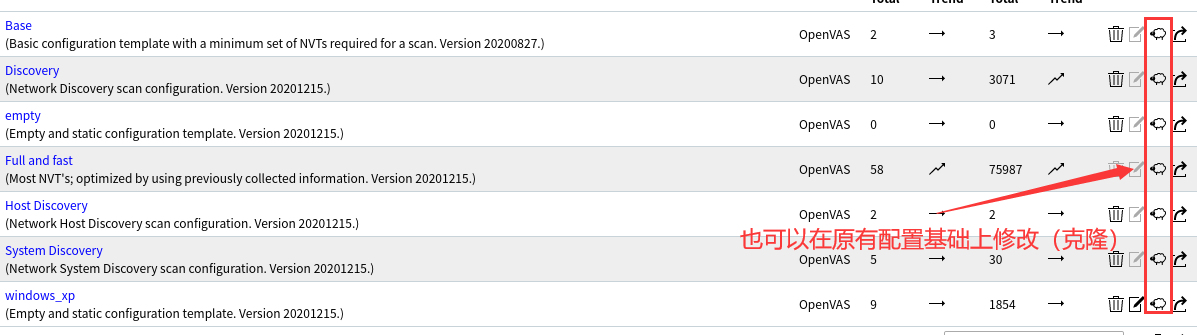 Total Trend Total Trend
Base
(Basic configuration template with a minimum set of NVTs required for a scan. Version 20200827.) OpenVAS 2 3
Discovery
(Network Discovery scan configuration. Version 20201215.) OpenVAS 10 3071
empty
(Empty and static configuration template. Version 20201215.) OpenVAS 0 0
Full and fast
(Most NVT's; optimized by using previously collected information. Version 20201215.) OpenVAS 58 75987
Host Discovery
(Network Host Discovery scan configuration. Version 20201215.) OpenVAS 2 2
也可以在原有配置基础上修改（克隆）
System Discovery
(Network System Discovery scan configuration. Version 20201215.) OpenVAS 5 30
windows_xp
(Empty and static configuration template. Version 20201215.) OpenVAS 9 1854